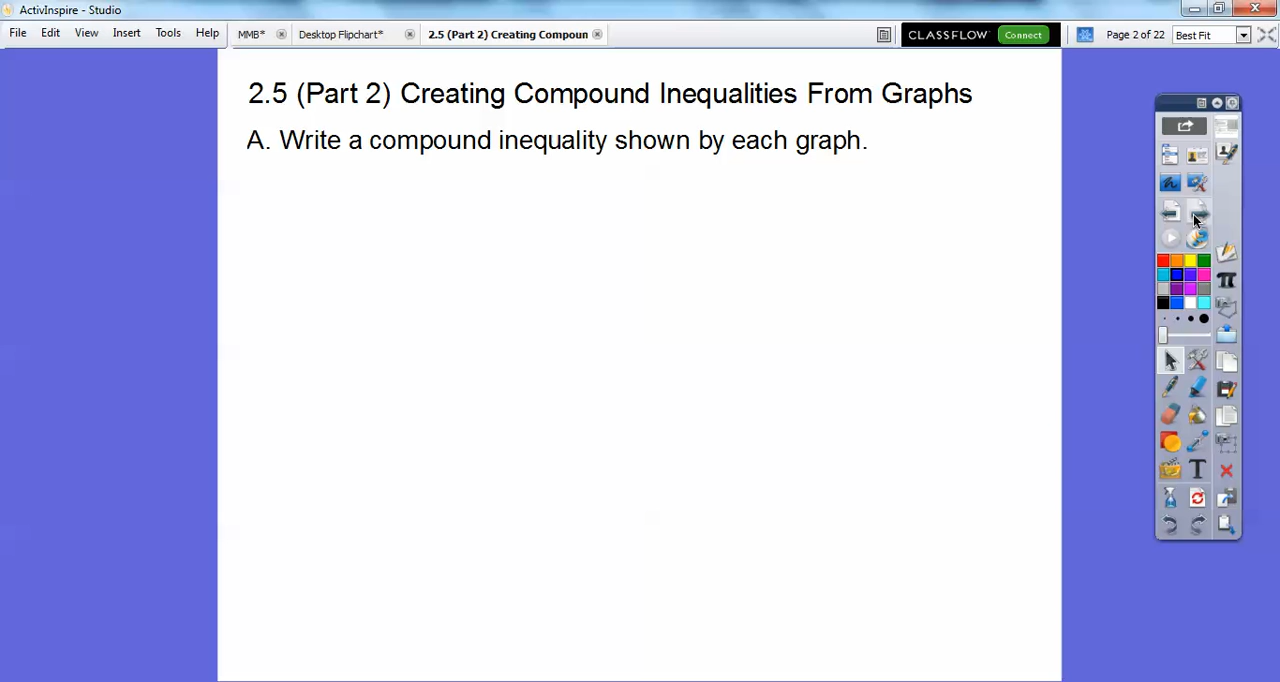 ActivInspire - Studio
File Edit View Insert Tools Help MMB* Desktop Flipchart* 2.5 (Part 2) Creating Compoun CLASSFLOW Connect Page 2 of 22 Best Fit
2.5 (Part 2) Creating Compound Inequalities From Graphs
A. Write a compound inequality shown by each graph.